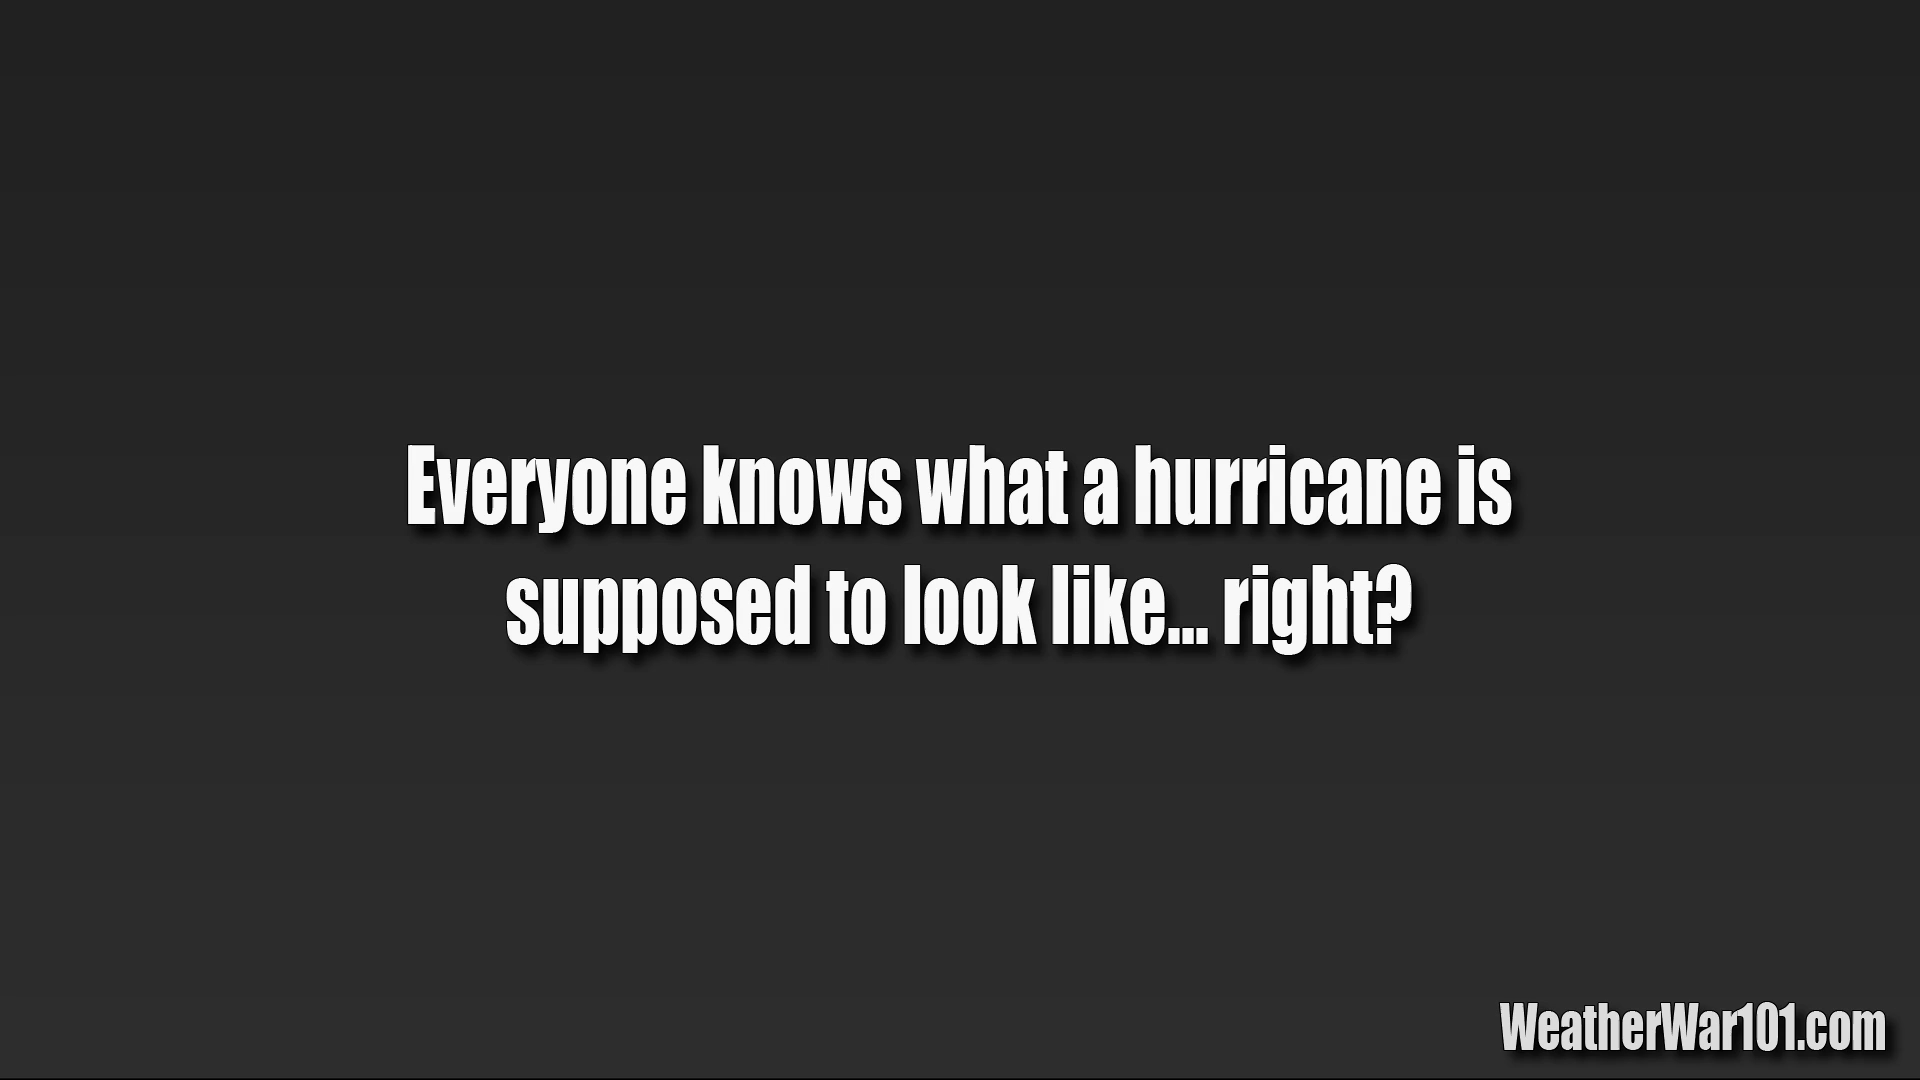 Everyone knows what a hurricane is
supposed to look like... right?
WeatherWar101.com